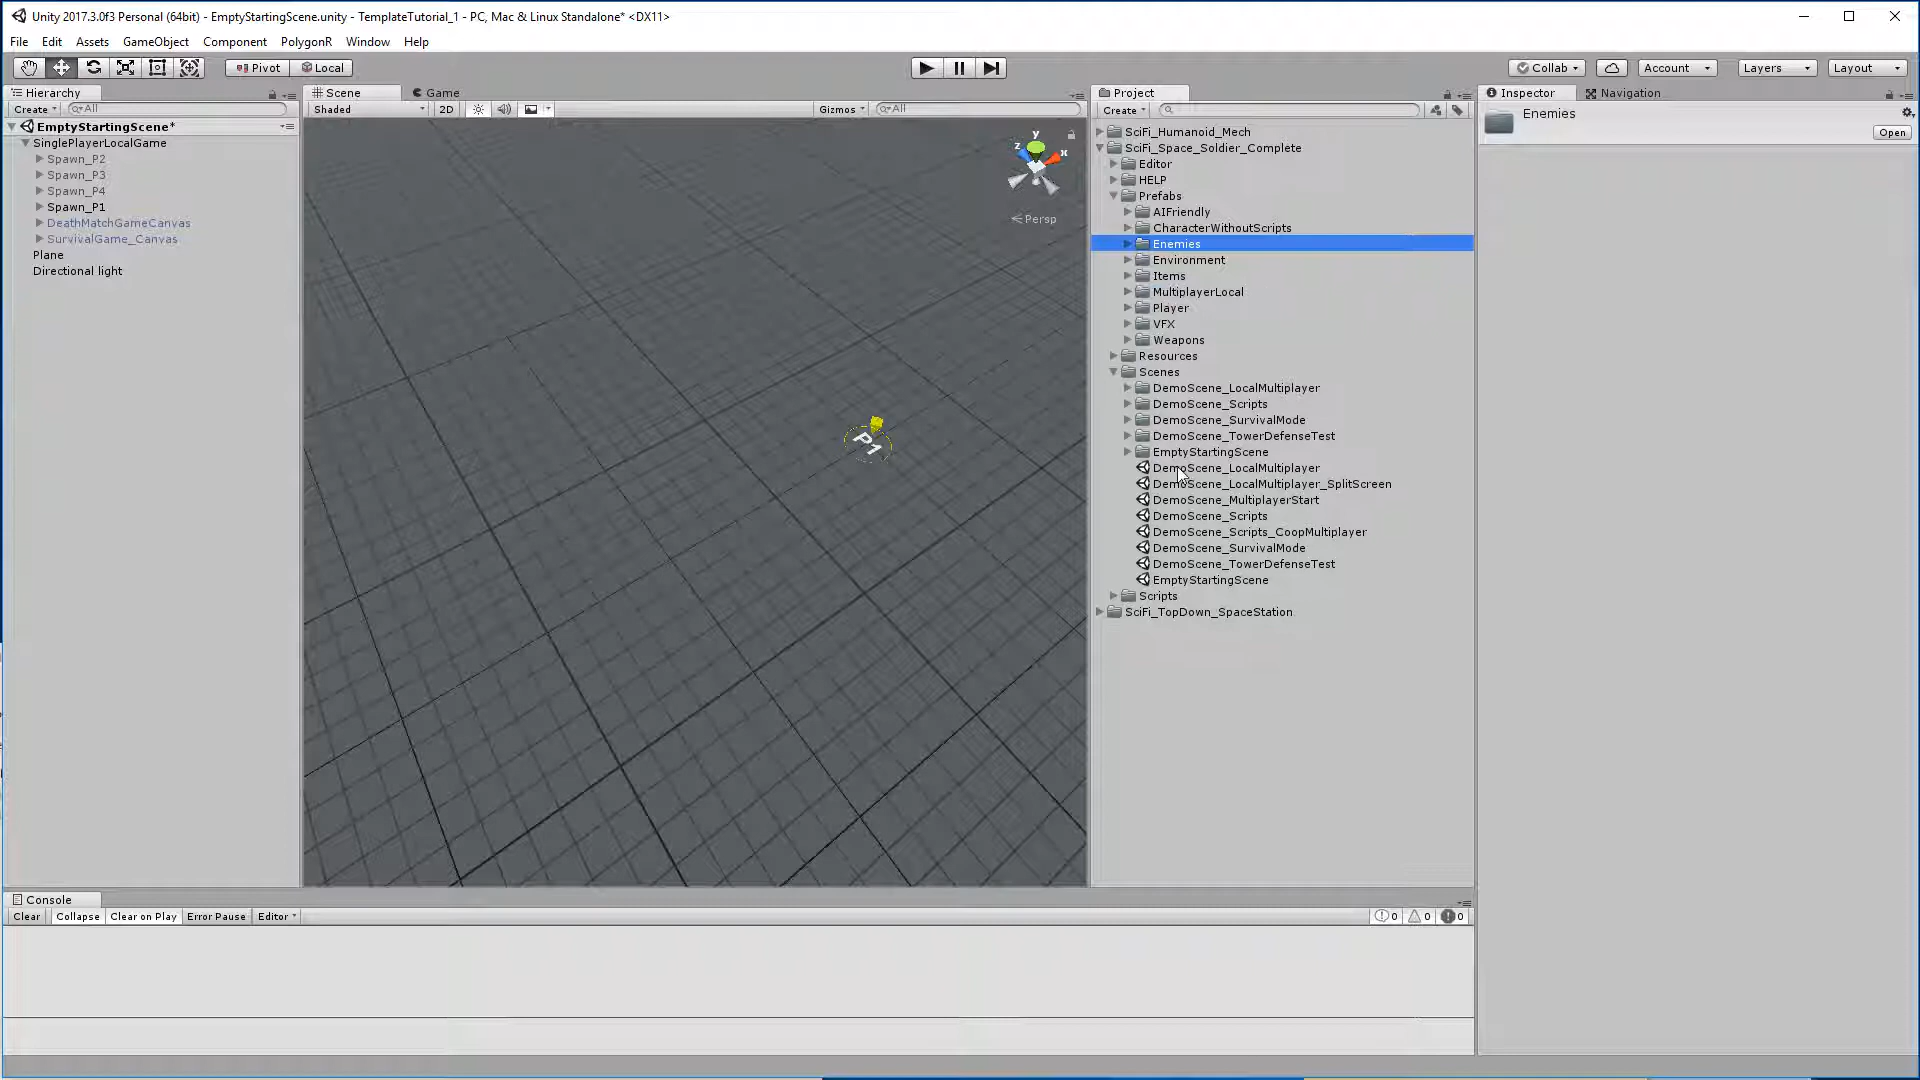 Unity 2017.3.0f3 Personal (64bit) - EmptyStartingScene.unity - TemplateTutorial_1 - PC, Mac & Linux Standalone* <DX11>
File Edit Assets GameObject Component PolygonR Window Help
Pivot Local Collab Account Layers Layout
Hierarchy
Create All
EmptyStartingScene*
SinglePlayerLocalGame
Spawn_P2
Spawn_P3
Spawn_P4
Spawn_P1
DeathMatchGameCanvas
SurvivalGame_Canvas
Plane
Directional light
Scene Game
Shaded 2D Gizmos All
y
z x
Persp
P1
Project
Create
SciFi_Humanoid_Mech
SciFi_Space_Soldier_Complete
Editor
HELP
Prefabs
AIFriendly
CharacterWithoutScripts
Enemies
Environment
Items
MultiplayerLocal
Player
VFX
Weapons
Resources
Scenes
DemoScene_LocalMultiplayer
DemoScene_Scripts
DemoScene_SurvivalMode
DemoScene_TowerDefenseTest
EmptyStartingScene
DemoScene_LocalMultiplayer
DemoScene_LocalMultiplayer_SplitScreen
DemoScene_MultiplayerStart
DemoScene_Scripts
DemoScene_Scripts_CoopMultiplayer
DemoScene_SurvivalMode
DemoScene_TowerDefenseTest
EmptyStartingScene
Scripts
SciFi_TopDown_SpaceStation
Inspector Navigation
Enemies
Open
Console
Clear Collapse Clear on Play Error Pause Editor 0 0 0